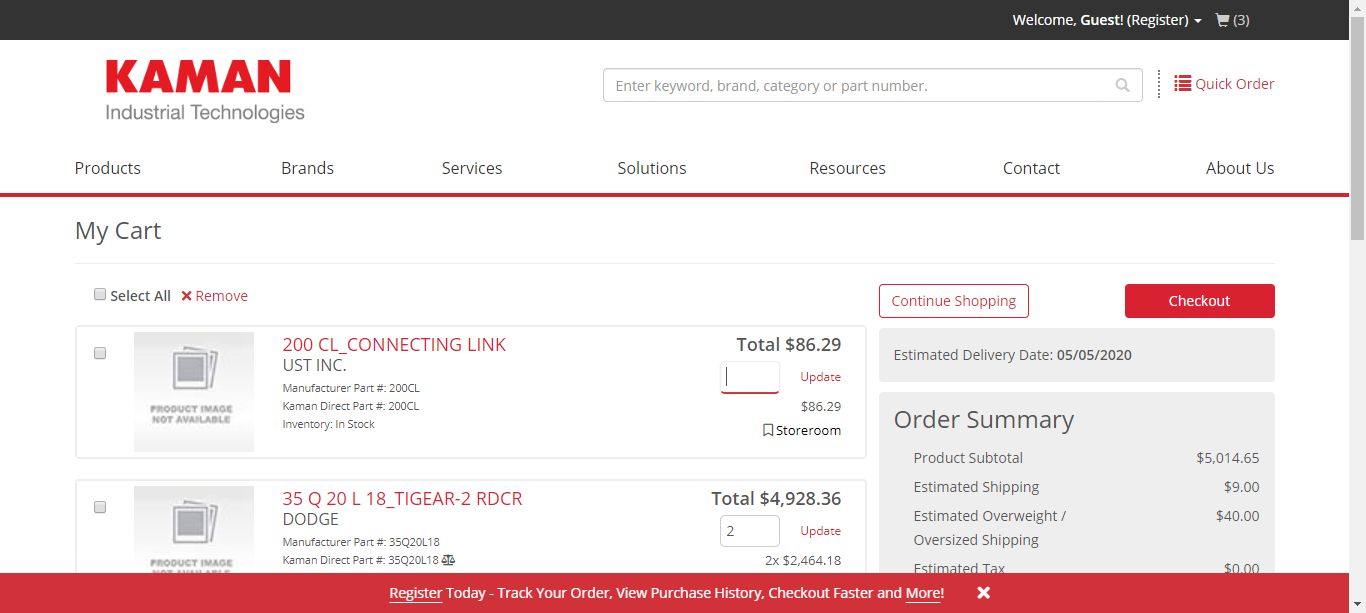 Welcome, Guest! (Register) (3)
KAMAN
Industrial Technologies
Enter keyword, brand, category or part number.
Quick Order
Products Brands Services Solutions Resources Contact About Us
My Cart
Select All Remove
Continue Shopping Checkout
200 CL_CONNECTING LINK
UST INC.
Manufacturer Part #: 200CL
Kaman Direct Part #: 200CL
Inventory: In Stock
PRODUCT IMAGE
NOT AVAILABLE
Total $86.29
Update
$86.29
Storeroom
Estimated Delivery Date: 05/05/2020
Order Summary
Product Subtotal $5,014.65
Estimated Shipping $9.00
Estimated Overweight / $40.00
Oversized Shipping
Estimated Tax $0.00
35 Q 20 L 18_TIGEAR-2 RDCR
DODGE
Manufacturer Part #: 35Q20L18
Kaman Direct Part #: 35Q20L18
PRODUCT IMAGE
Total $4,928.36
2 Update
2x $2,464.18
Register Today - Track Your Order, View Purchase History, Checkout Faster and More!